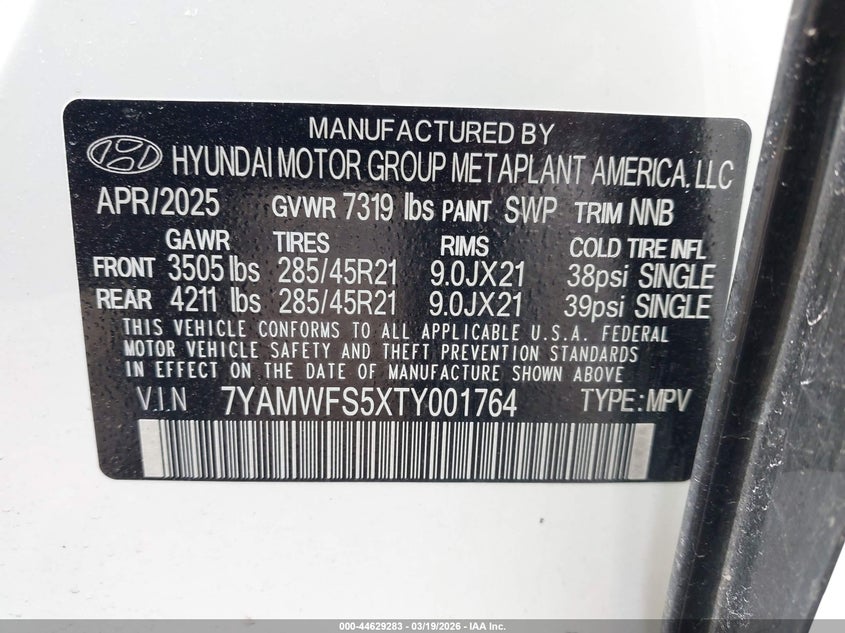 MANUFACTURED BY
HYUNDAI MOTOR GROUP METAPLANT AMERICA, LLC
APR/2025 GVWR 7319 lbs PAINT SWP TRIM NNB
GAWR TIRES RIMS COLD TIRE INFL
FRONT 3505 lbs 285/45R21 9.0JX21 38psi SINGLE
REAR 4211 lbs 285/45R21 9.0JX21 39psi SINGLE
THIS VEHICLE CONFORMS TO ALL APPLICABLE U.S.A. FEDERAL
MOTOR VEHICLE SAFETY AND THEFT PREVENTION STANDARDS
IN EFFECT ON THE DATE OF MANUFACTURE SHOWN ABOVE
V.I.N 7YAMWFS5XTY001764 TYPE:MPV
000-44629283 - 03/19/2026 - IAA Inc.